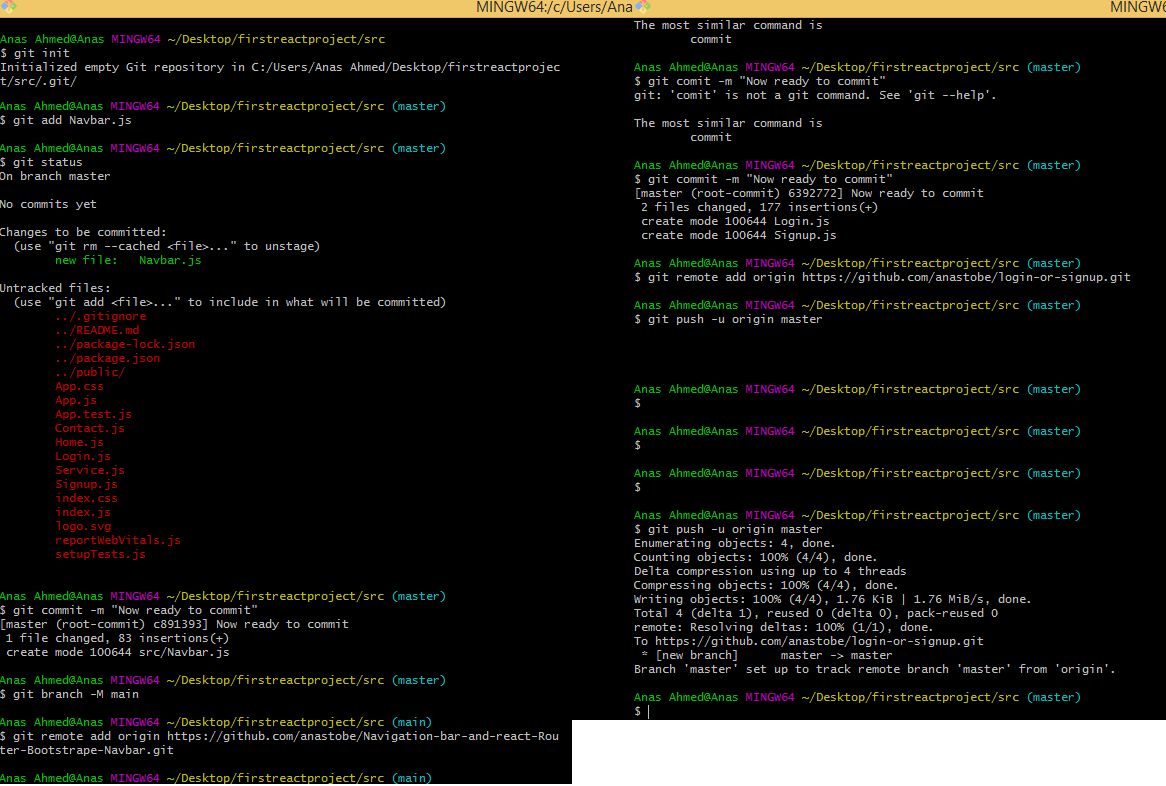 MINGW64:/c/Users/Ana
Anas Ahmed@Anas MINGW64 ~/Desktop/firstreactproject/src
$ git init
Initialized empty Git repository in C:/Users/Anas Ahmed/Desktop/firstreactprojec
t/src/.git/
Anas Ahmed@Anas MINGW64 ~/Desktop/firstreactproject/src (master)
$ git add Navbar.js
Anas Ahmed@Anas MINGW64 ~/Desktop/firstreactproject/src (master)
$ git status
On branch master
No commits yet
Changes to be committed:
(use "git rm --cached <file>..." to unstage)
new file: Navbar.js
Untracked files:
(use "git add <file>..." to include in what will be committed)
../.gitignore
../README.md
../package-lock.json
../package.json
../public/
App.css
App.js
App.test.js
Contact.js
Home.js
Login.js
Service.js
Signup.js
index.css
index.js
logo.svg
reportWebVitals.js
setupTests.js
Anas Ahmed@Anas MINGW64 ~/Desktop/firstreactproject/src (master)
$ git commit -m "Now ready to commit"
[master (root-commit) c891393] Now ready to commit
1 file changed, 83 insertions(+)
create mode 100644 src/Navbar.js
Anas Ahmed@Anas MINGW64 ~/Desktop/firstreactproject/src (master)
$ git branch -M main
Anas Ahmed@Anas MINGW64 ~/Desktop/firstreactproject/src (main)
$ git remote add origin https://github.com/anastobe/Navigation-bar-and-react-Rou
ter-Bootstrape-Navbar.git
Anas Ahmed@Anas MINGW64 ~/Desktop/firstreactproject/src (main)
MINGW6
The most similar command is
commit
Anas Ahmed@Anas MINGW64 ~/Desktop/firstreactproject/src (master)
$ git comit -m "Now ready to commit"
git: 'comit' is not a git command. See 'git --help'.
The most similar command is
commit
Anas Ahmed@Anas MINGW64 ~/Desktop/firstreactproject/src (master)
$ git commit -m "Now ready to commit"
[master (root-commit) 6392772] Now ready to commit
2 files changed, 177 insertions(+)
create mode 100644 Login.js
create mode 100644 Signup.js
Anas Ahmed@Anas MINGW64 ~/Desktop/firstreactproject/src (master)
$ git remote add origin https://github.com/anastobe/login-or-signup.git
Anas Ahmed@Anas MINGW64 ~/Desktop/firstreactproject/src (master)
$ git push -u origin master
Anas Ahmed@Anas MINGW64 ~/Desktop/firstreactproject/src (master)
$
Anas Ahmed@Anas MINGW64 ~/Desktop/firstreactproject/src (master)
$
Anas Ahmed@Anas MINGW64 ~/Desktop/firstreactproject/src (master)
$
Anas Ahmed@Anas MINGW64 ~/Desktop/firstreactproject/src (master)
$ git push -u origin master
Enumerating objects: 4, done.
Counting objects: 100% (4/4), done.
Delta compression using up to 4 threads
Compressing objects: 100% (4/4), done.
Writing objects: 100% (4/4), 1.76 KiB | 1.76 MiB/s, done.
Total 4 (delta 1), reused 0 (delta 0), pack-reused 0
remote: Resolving deltas: 100% (1/1), done.
To https://github.com/anastobe/login-or-signup.git
* [new branch] master -> master
Branch 'master' set up to track remote branch 'master' from 'origin'.
Anas Ahmed@Anas MINGW64 ~/Desktop/firstreactproject/src (master)
$